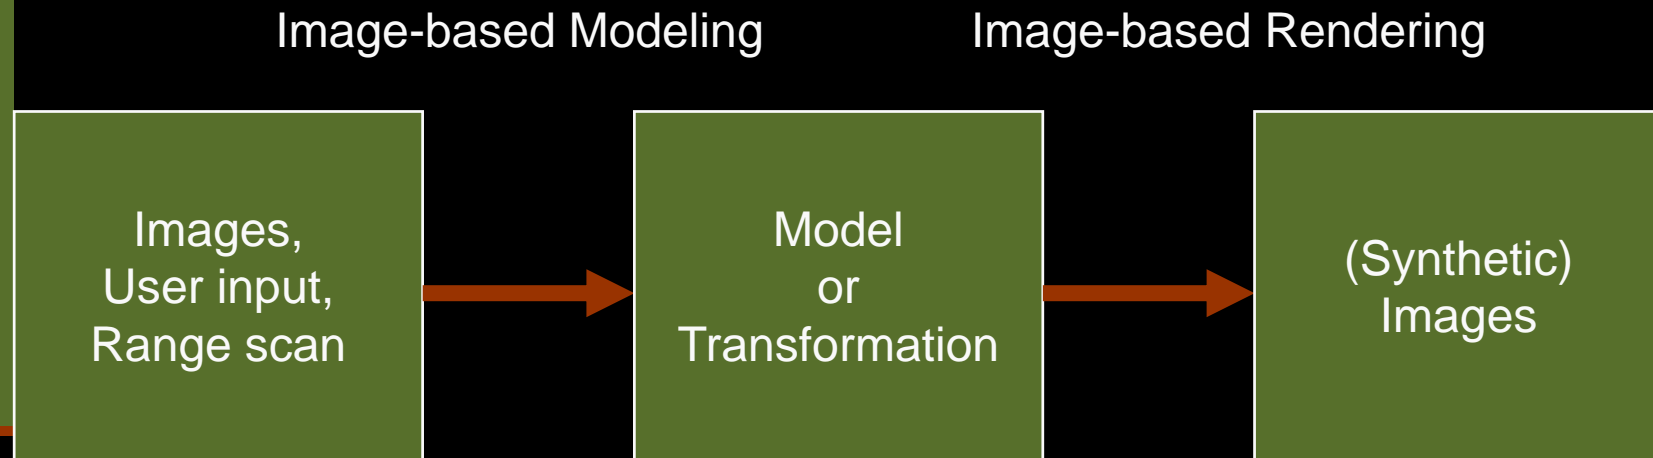 Image-based Modeling
Image-based Rendering
Images,
User input,
Range scan
Model
or
Transformation
(Synthetic)
Images